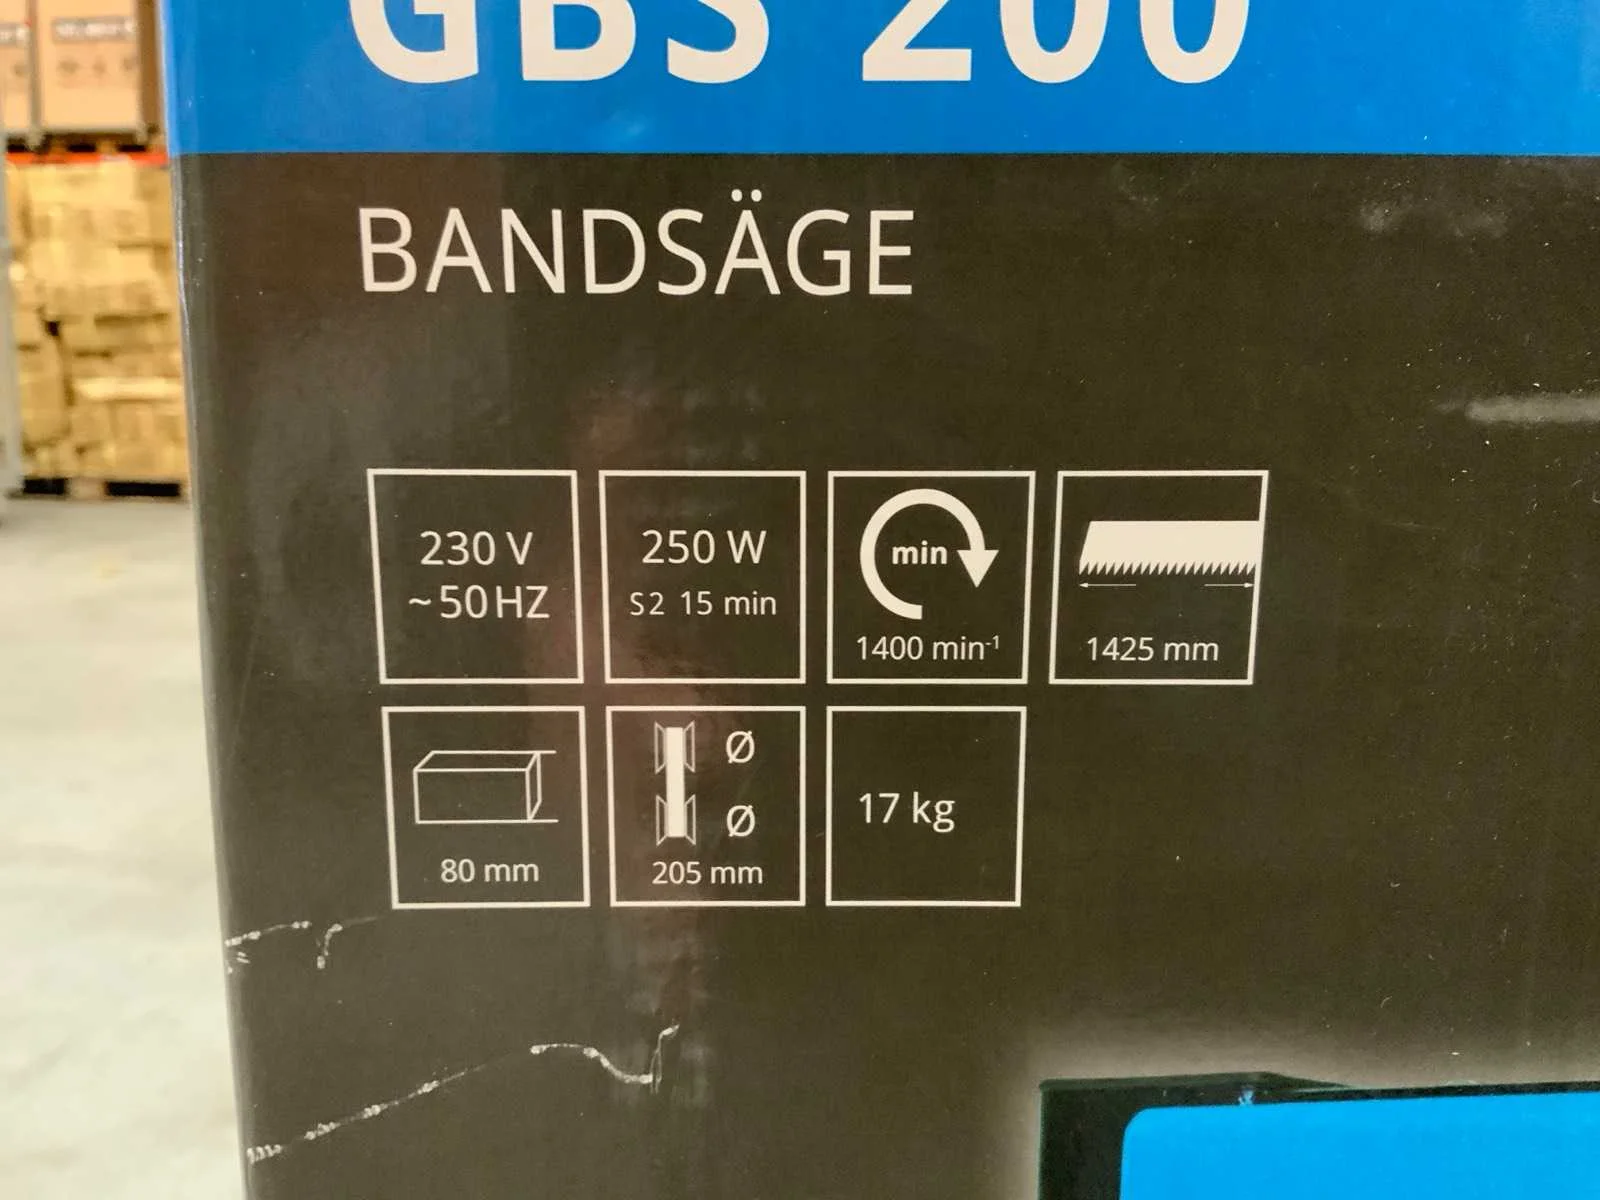 GBS 200
BANDSÄGE
230 V
~ 50 HZ
250 W
S2 15 min
min
1400 min⁻¹
1425 mm
80 mm
Ø
Ø
205 mm
17 kg